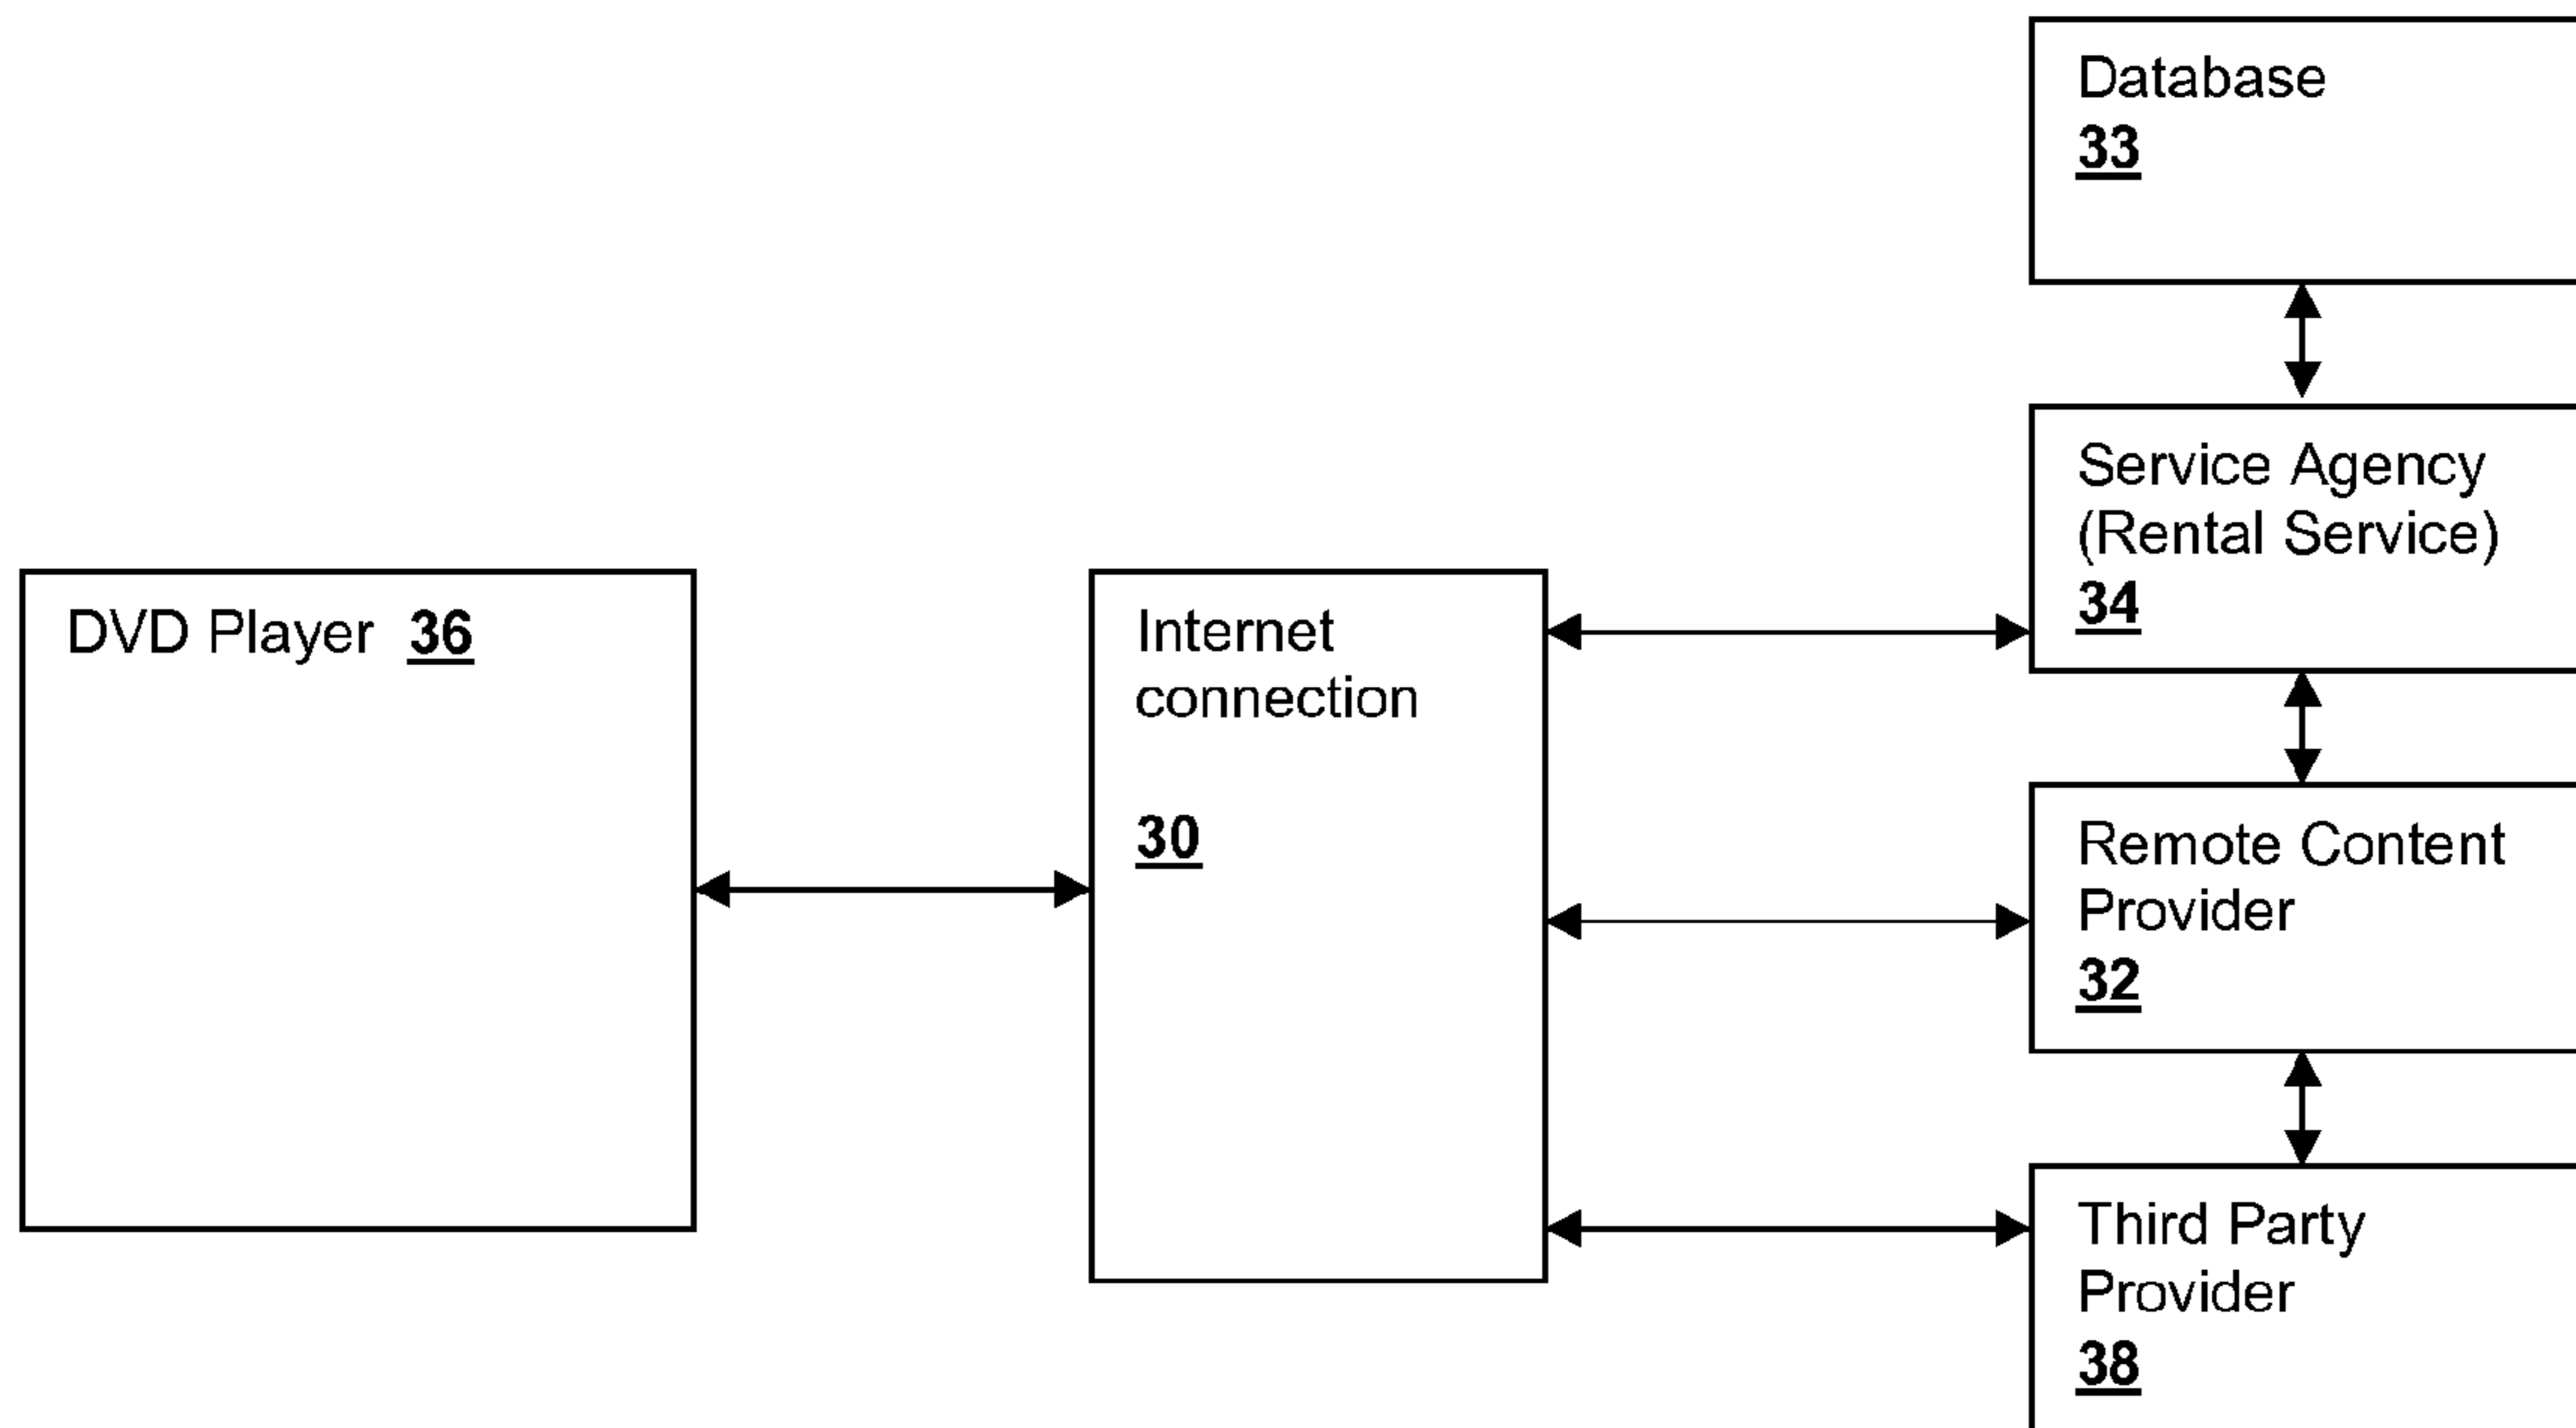 Database
33
Service Agency
(Rental Service)
34
DVD Player 36
Internet
connection
30
Remote Content
Provider
32
Third Party
Provider
38